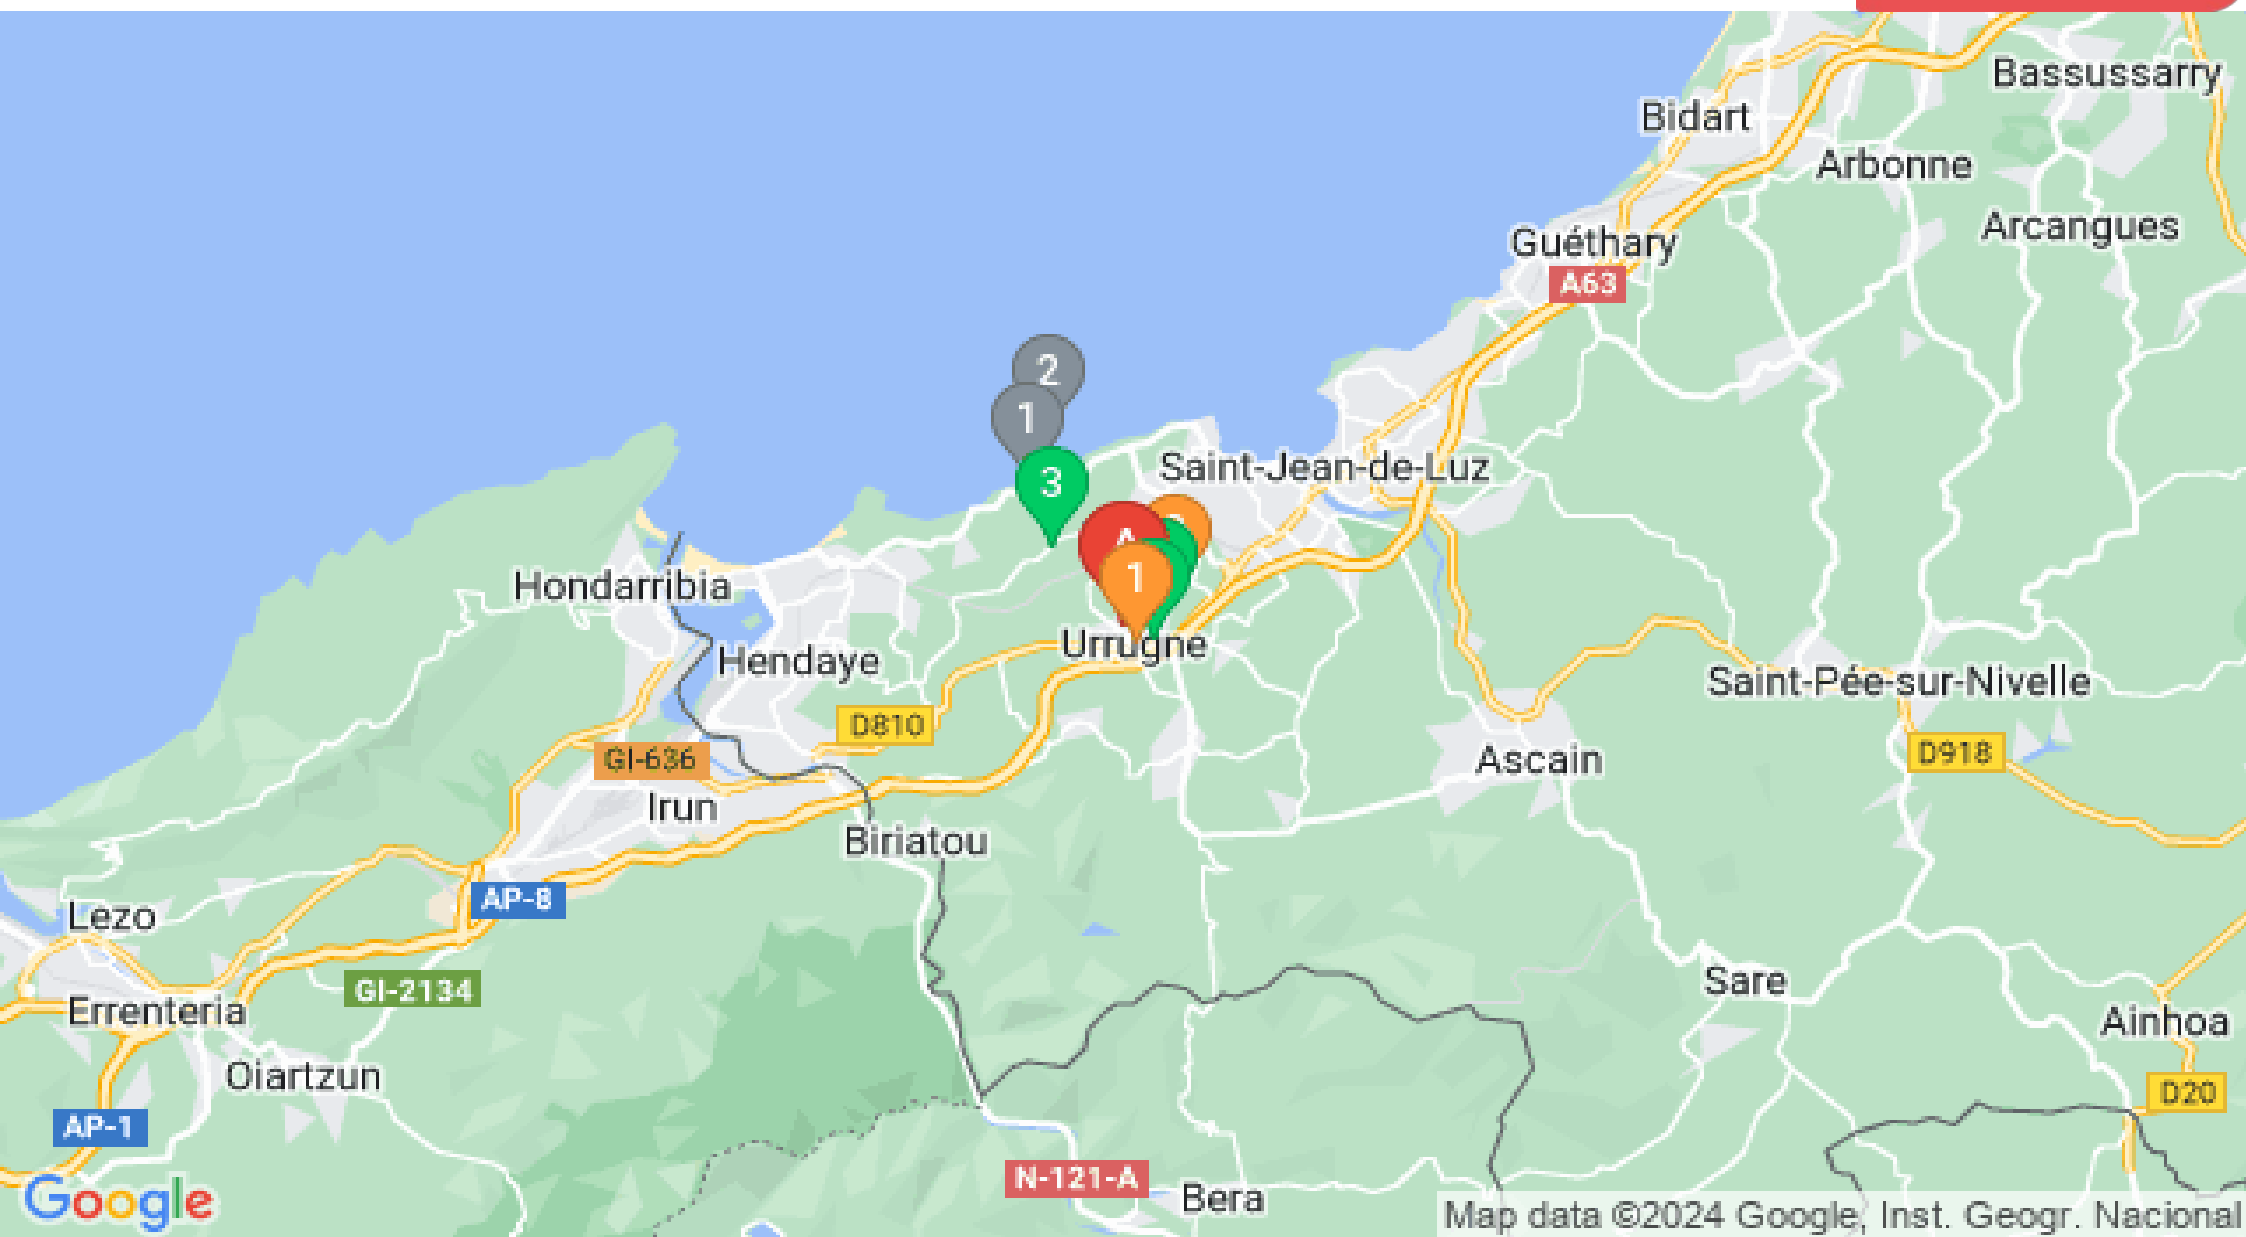 Bassussarry
Bidart
Arbonne
Arcangues
Guéthary
A63
2
1
Saint-Jean-de-Luz
3
1
Hondarribia
Urrugne
Hendaye
Saint-Pée-sur-Nivelle
D810
D918
GI-636
Ascain
Irun
Biriatou
AP-8
Lezo
Sare
GI-2134
Errenteria
Ainhoa
Oiartzun
D20
AP-1
N-121-A
Bera
Google
Map data ©2024 Google, Inst. Geogr. Nacional